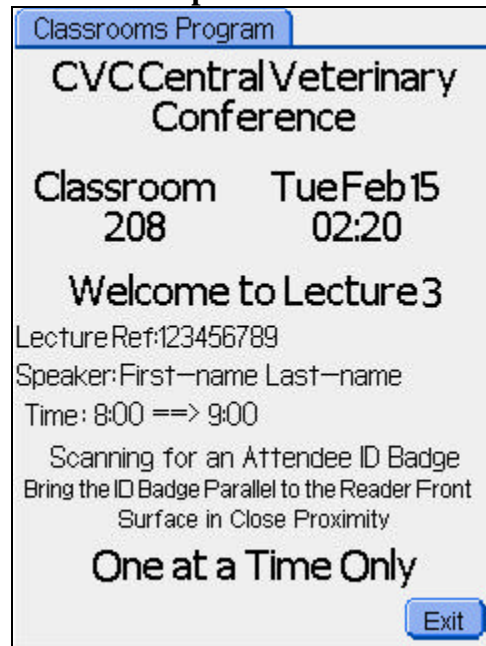 Classrooms Program
CVC Central Veterinary
Conference
Classroom Tue Feb 15
208 02:20
Welcome to Lecture 3
Lecture Ref:123456789
Speaker: First-name Last-name
Time: 8:00 ==> 9:00
Scanning for an Attendee ID Badge
Bring the ID Badge Parallel to the Reader Front
Surface in Close Proximity
One at a Time Only
Exit